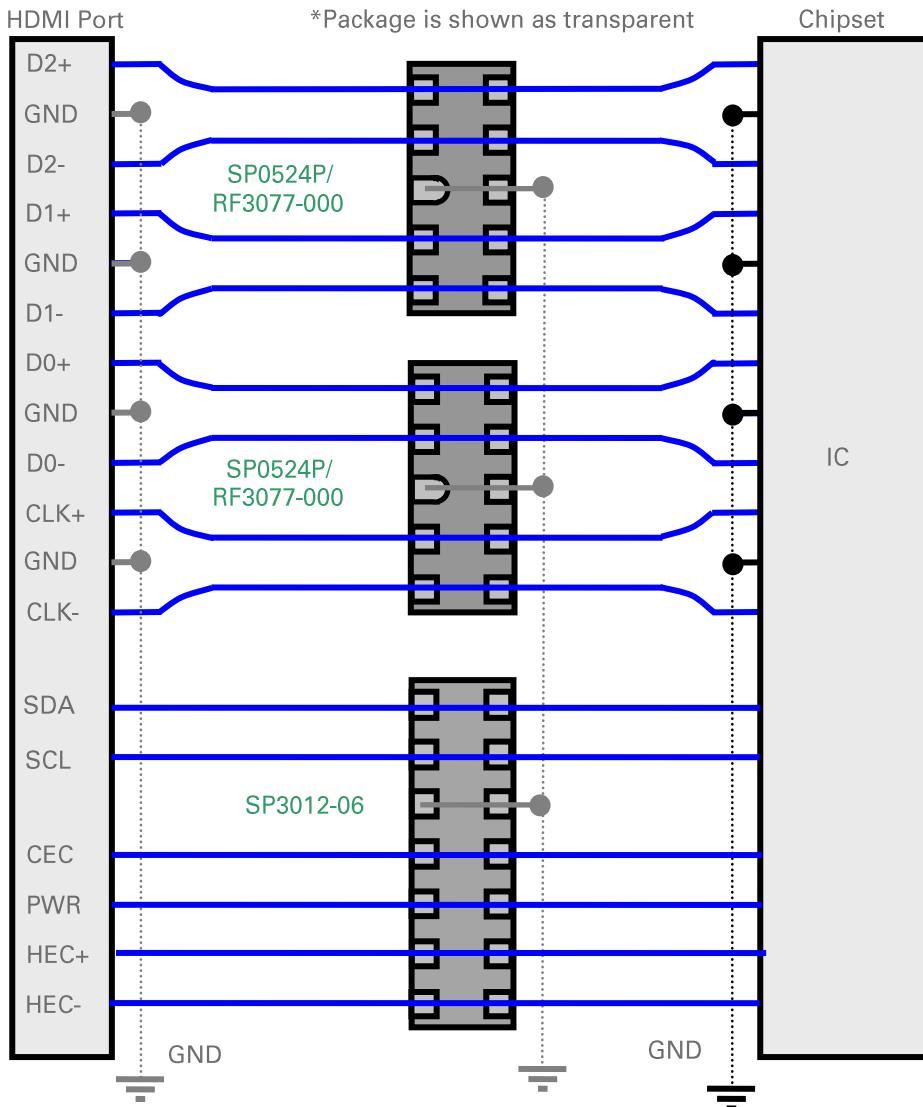 HDMI Port
*Package is shown as transparent
Chipset
D2+
GND
D2-
SP0524P/
RF3077-000
D1+
GND
D1-
D0+
GND
D0-
SP0524P/
RF3077-000
IC
CLK+
GND
CLK-
SDA
SCL
SP3012-06
CEC
PWR
HEC+
HEC-
GND
GND